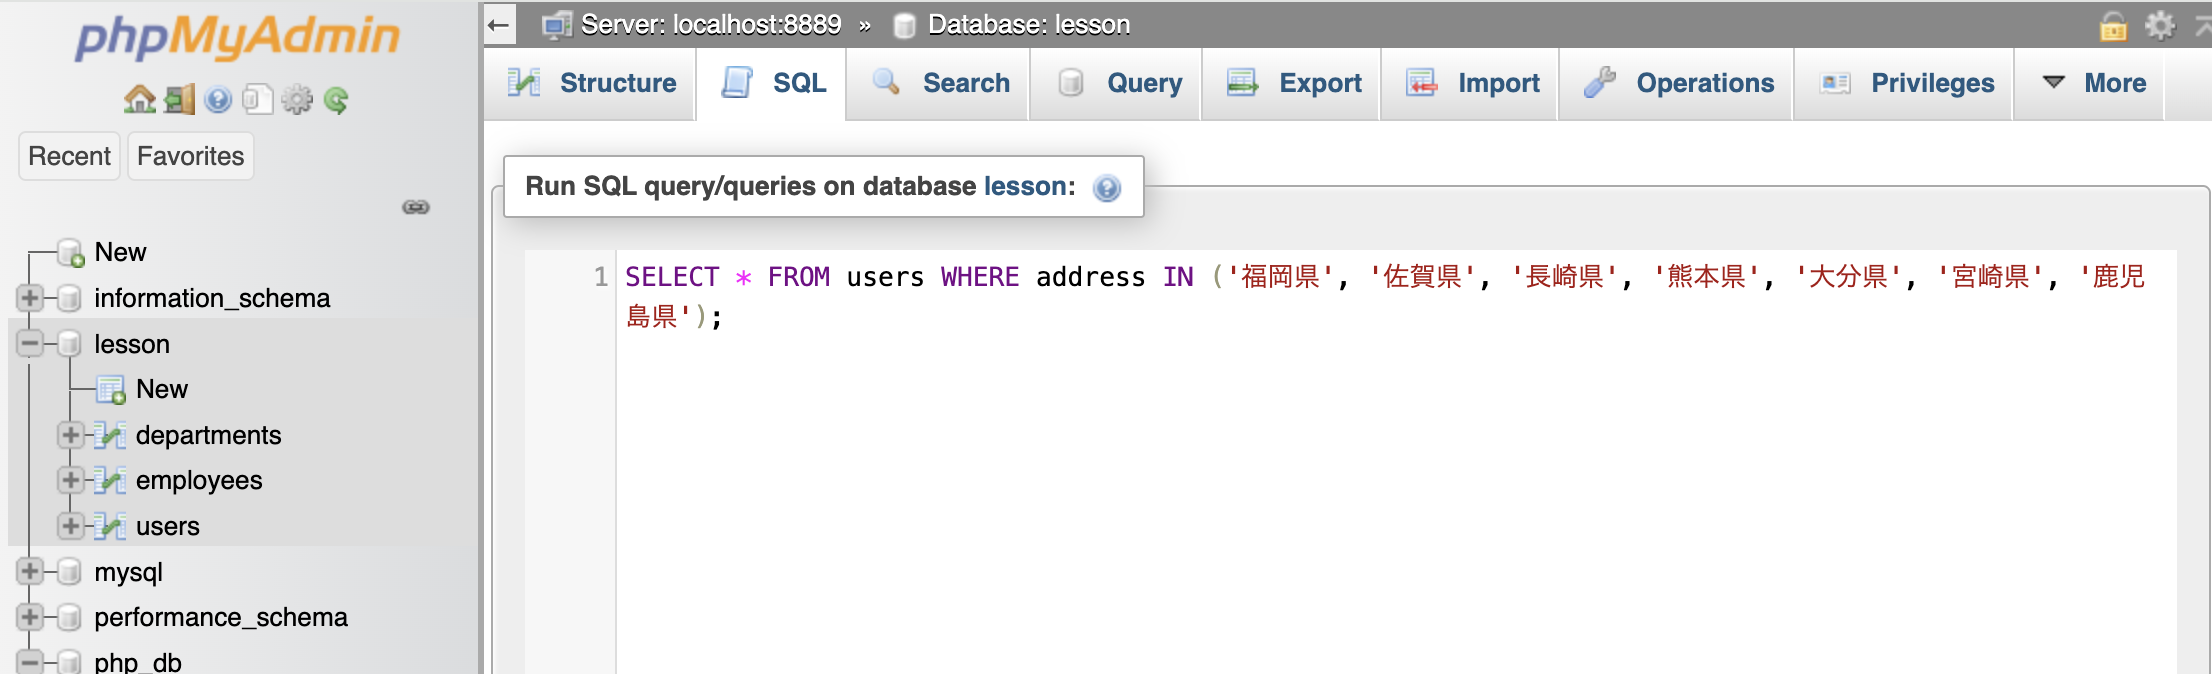 phpMyAdmin
Recent Favorites
New
information_schema
lesson
New
departments
employees
users
mysql
performance_schema
php_db
Server: localhost:8889 » Database: lesson
Structure SQL Search Query Export Import Operations Privileges More
Run SQL query/queries on database lesson:
1 SELECT * FROM users WHERE address IN ('福岡県', '佐賀県', '長崎県', '熊本県', '大分県', '宮崎県', '鹿児
島県');